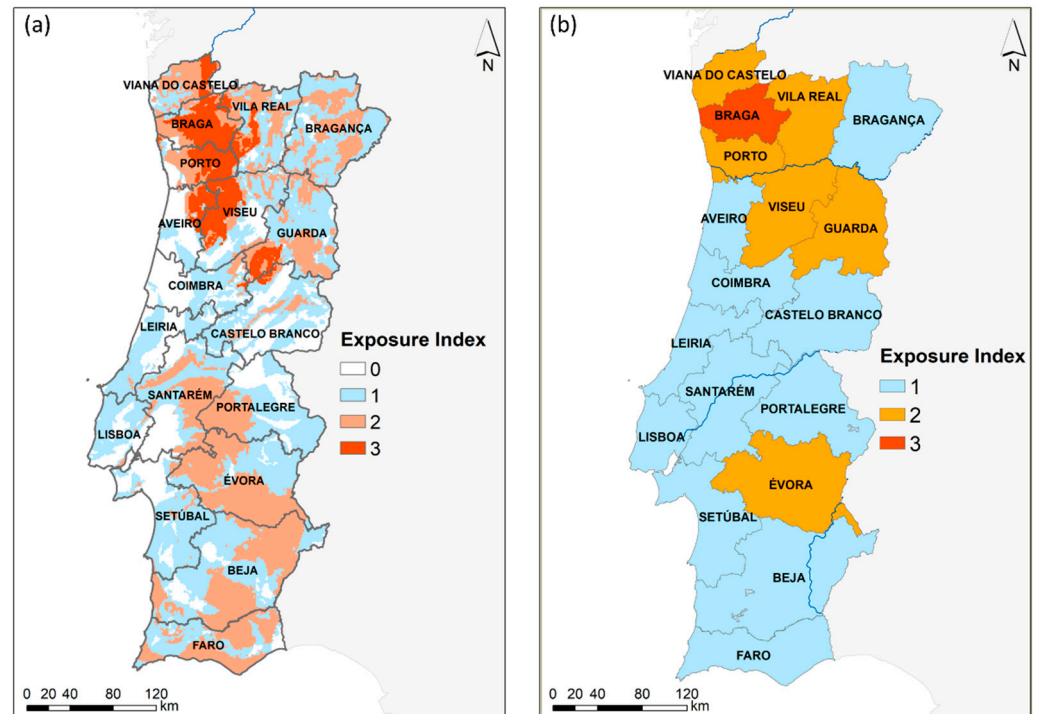 (a)
N
VIANA DO CASTELO
VILA REAL
BRAGA
BRAGANÇA
PORTO
VISEU
AVEIRO
GUARDA
COIMBRA
LEIRIA
CASTELO BRANCO
Exposure Index
0
1
2
3
SANTARÉM
PORTALEGRE
LISBOA
ÉVORA
SETÚBAL
BEJA
FARO
0 20 40 80 120
km
(b)
N
VIANA DO CASTELO
VILA REAL
BRAGA
BRAGANÇA
PORTO
VISEU
AVEIRO
GUARDA
COIMBRA
CASTELO BRANCO
LEIRIA
Exposure Index
1
2
3
SANTARÉM
PORTALEGRE
LISBOA
ÉVORA
SETÚBAL
BEJA
FARO
0 20 40 80 120
km